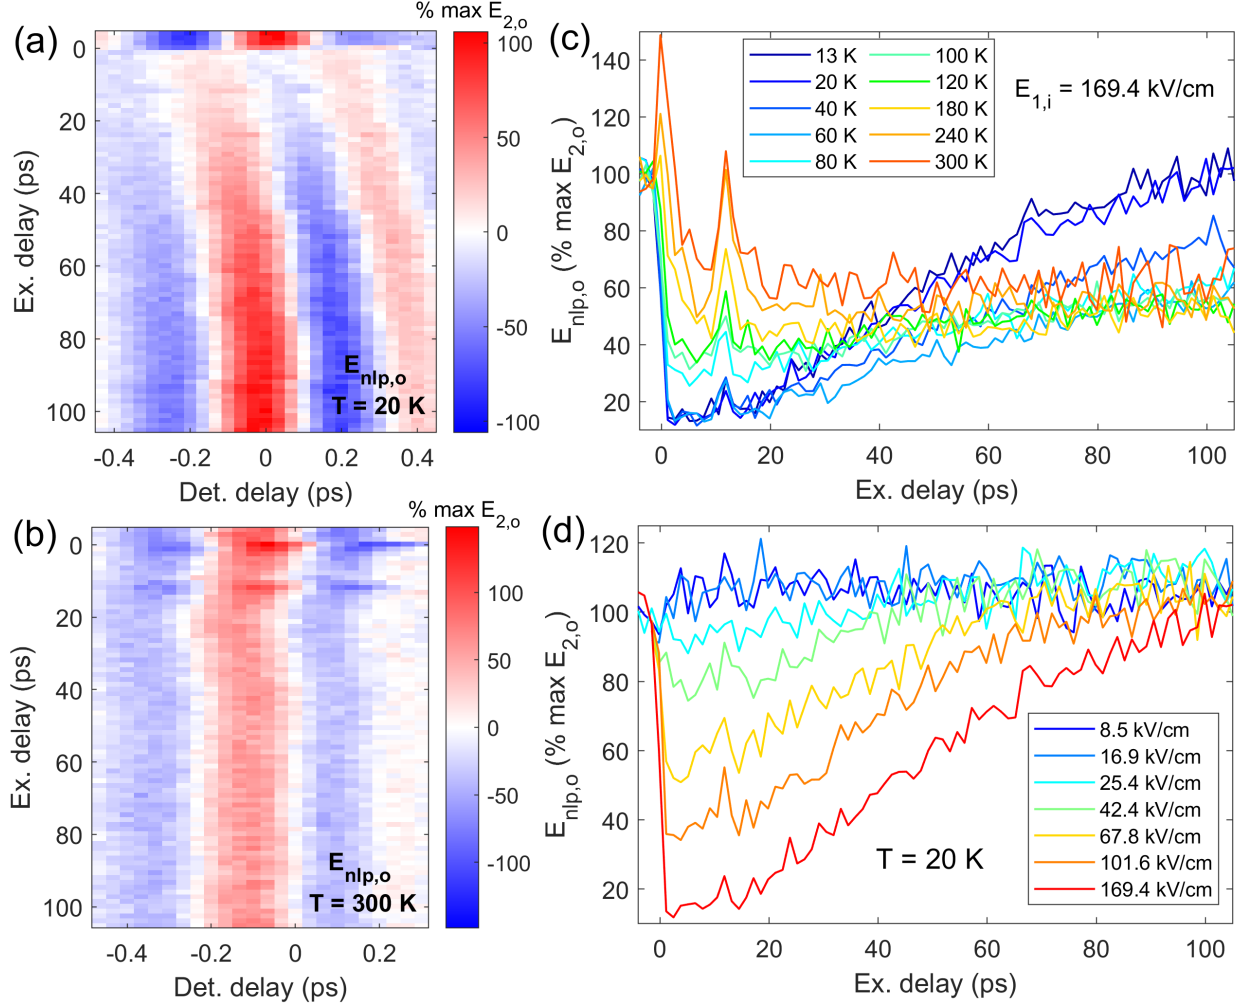 (a)
% max E2,o
100
50
0
-50
-100
0
20
40
60
80
100
Ex. delay (ps)
Enlp,o
T = 20 K
-0.4
-0.2
0
0.2
0.4
Det. delay (ps)
(b)
% max E2,o
100
50
0
-50
-100
0
20
40
60
80
100
Ex. delay (ps)
Enlp,o
T = 300 K
-0.4
-0.2
0
0.2
Det. delay (ps)
(c)
140
120
100
80
60
40
20
Enlp,o (% max E2,o)
13 K
20 K
40 K
60 K
80 K
100 K
120 K
180 K
240 K
300 K
E1,i = 169.4 kV/cm
0
20
40
60
80
100
Ex. delay (ps)
(d)
120
100
80
60
40
20
Enlp,o (% max E2,o)
T = 20 K
8.5 kV/cm
16.9 kV/cm
25.4 kV/cm
42.4 kV/cm
67.8 kV/cm
101.6 kV/cm
169.4 kV/cm
0
20
40
60
80
100
Ex. delay (ps)